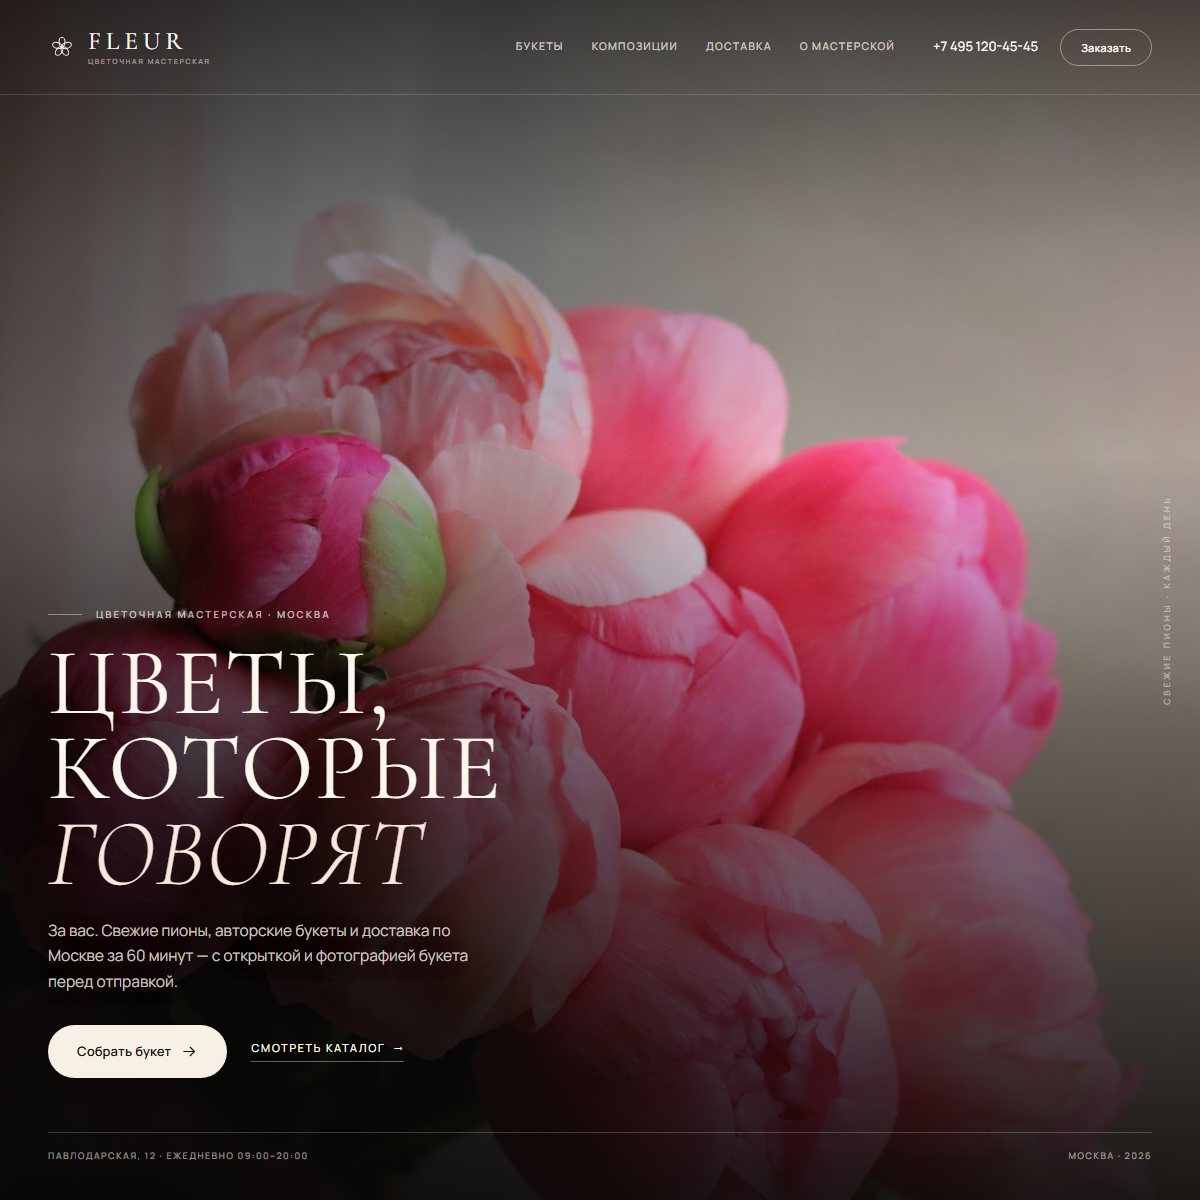 FLEUR
ЦВЕТОЧНАЯ МАСТЕРСКАЯ
БУКЕТЫ КОМПОЗИЦИИ ДОСТАВКА О МАСТЕРСКОЙ +7 495 120-45-45 Заказать
СВЕЖИЕ ПИОНЫ · КАЖДЫЙ ДЕНЬ
ЦВЕТОЧНАЯ МАСТЕРСКАЯ · МОСКВА
ЦВЕТЫ,
КОТОРЫЕ
ГОВОРЯТ
За вас. Свежие пионы, авторские букеты и доставка по
Москве за 60 минут — с открыткой и фотографией букета
перед отправкой.
Собрать букет → СМОТРЕТЬ КАТАЛОГ →
ПАВЛОДАРСКАЯ, 12 · ЕЖЕДНЕВНО 09:00–20:00 МОСКВА · 2026